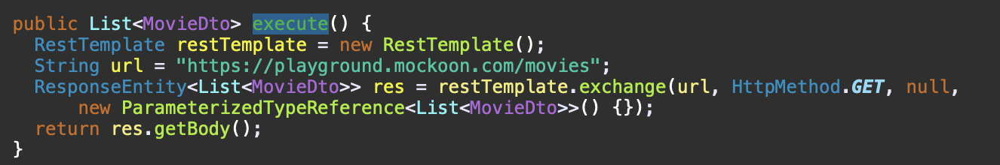 public List<MovieDto> execute() {
RestTemplate restTemplate = new RestTemplate();
String url = "https://playground.mockoon.com/movies";
ResponseEntity<List<MovieDto>> res = restTemplate.exchange(url, HttpMethod.GET, null,
new ParameterizedTypeReference<List<MovieDto>>() {});
return res.getBody();
}